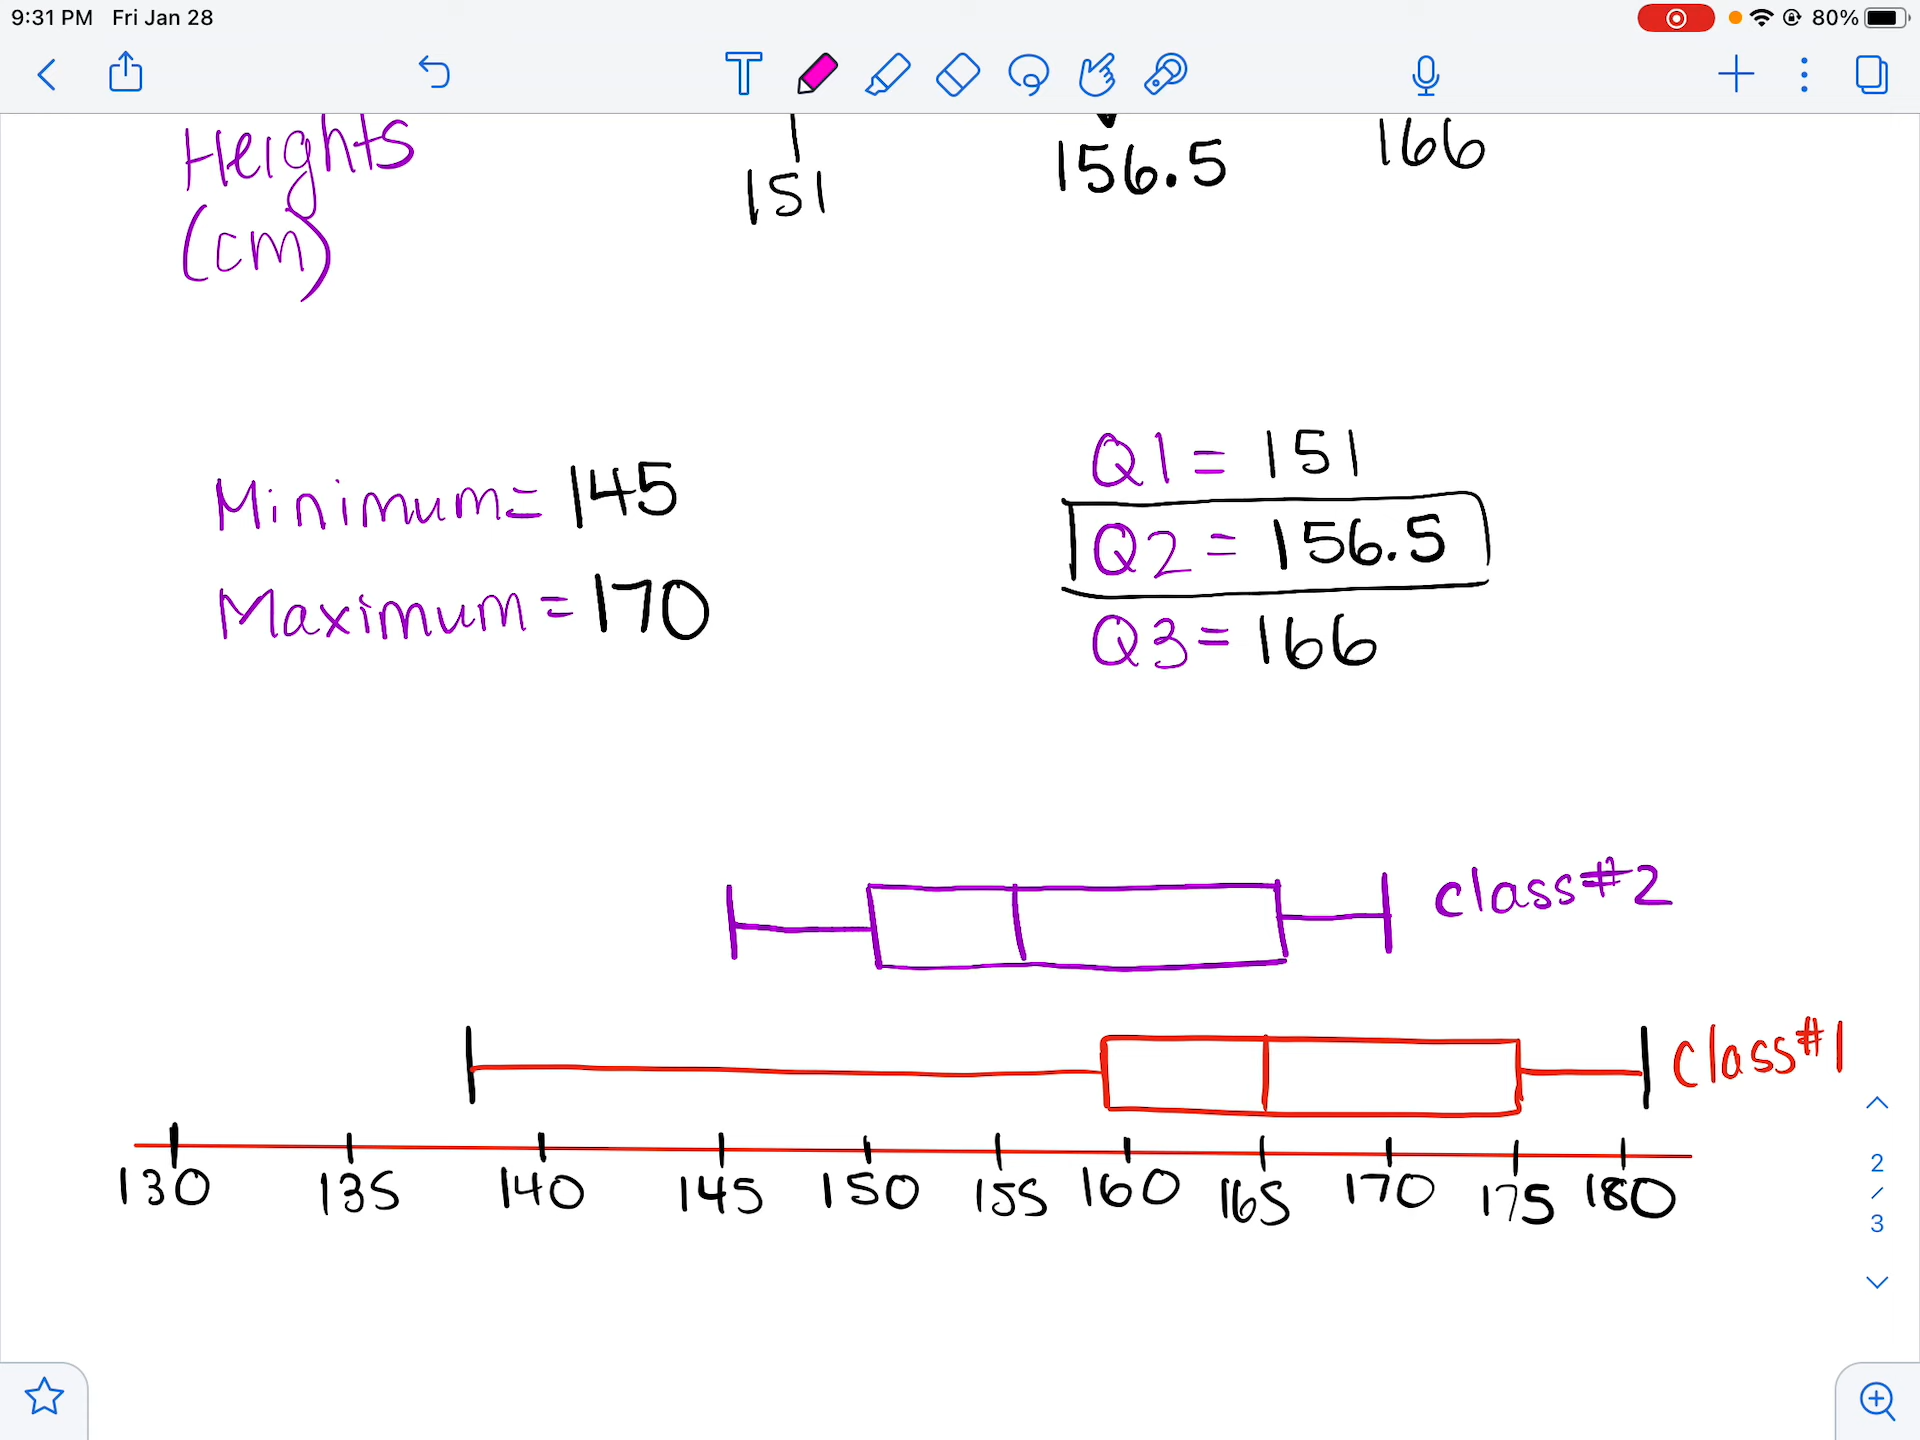 9:31 PM Fri Jan 28
80%
T
Heights
(cm)
151
156.5
166
Minimum = 145
Maximum = 170
Q1 = 151
Q2 = 156.5
Q3 = 166
class #2
class #1
130 135 140 145 150 155 160 165 170 175 180
2
/
3